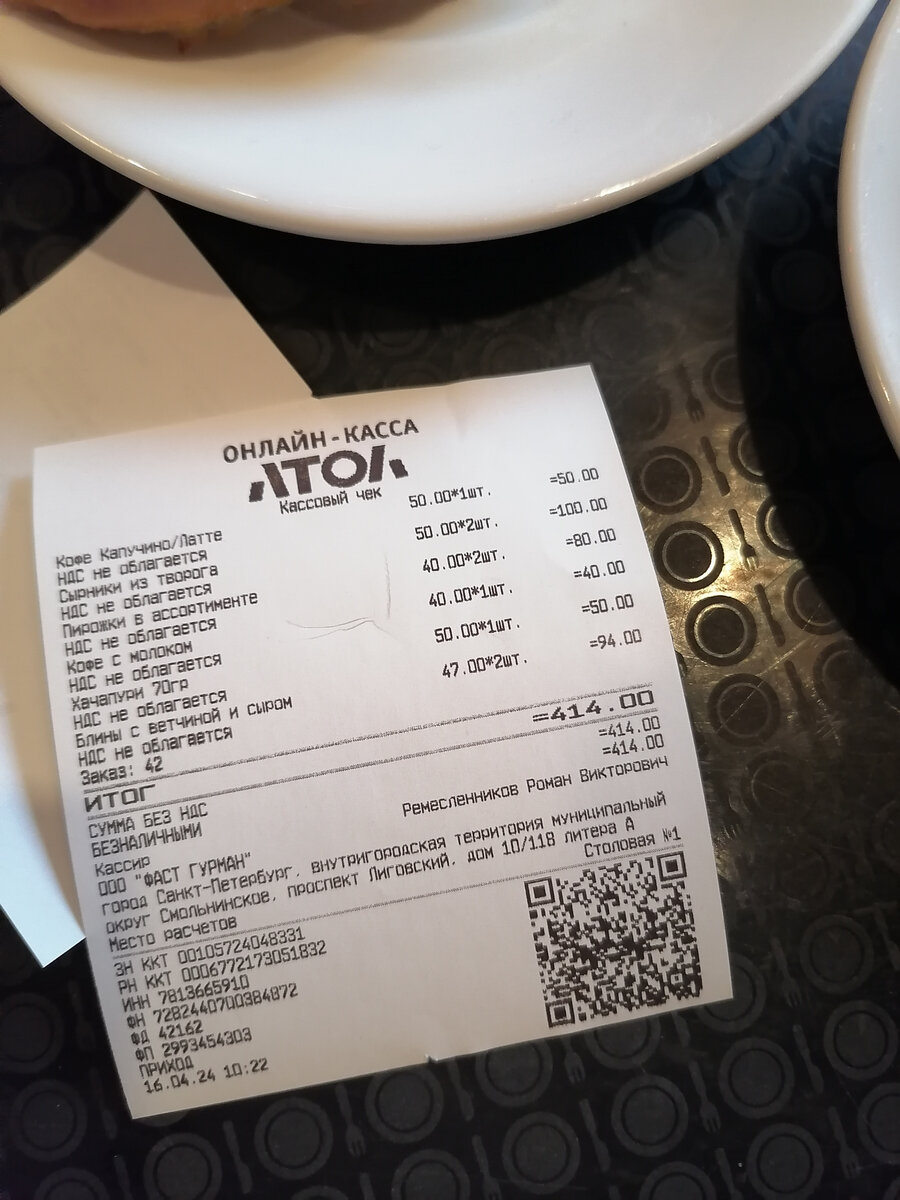 ОНЛАЙН-КАССА
АТОЛ
Кассовый чек
Кофе Капучино/Латте 50.00*1шт. =50.00
НДС не облагается
Сырники из творога 50.00*2шт. =100.00
НДС не облагается
Пирожки в ассортименте 40.00*2шт. =80.00
НДС не облагается
Кофе с молоком 40.00*1шт. =40.00
НДС не облагается
Хачапури 70гр 50.00*1шт. =50.00
НДС не облагается
Блины с ветчиной и сыром 47.00*2шт. =94.00
НДС не облагается
Заказ: 42
ИТОГ =414.00
СУММА БЕЗ НДС =414.00
БЕЗНАЛИЧНЫМИ =414.00
Кассир Ремесленников Роман Викторович
ООО "ФАСТ ГУРМАН"
город Санкт-Петербург, внутригородская территория муниципальный
округ Смольнинское, проспект Лиговский, дом 10/118 литера А
Место расчетов Столовая №1
ЗН ККТ 00105724048331
РН ККТ 0006772173051832
ИНН 7813665910
ФН 7282440700384872
ФД 42162
ФП 2993454303
ПРИХОД
16.04.24 10:22